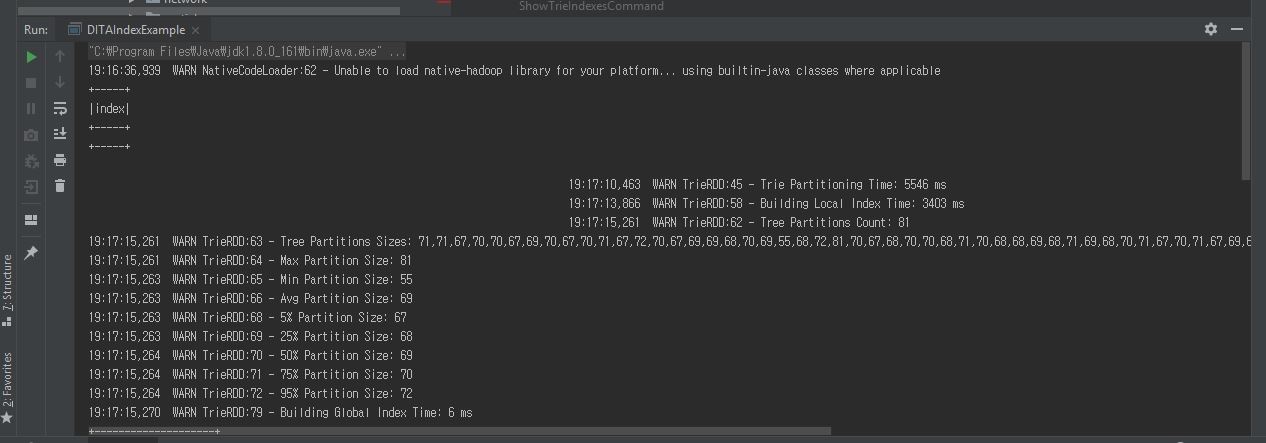 network
ShowTrieIndexesCommand
Run: DITAIndexExample
"C:₩Program Files₩Java₩jdk1.8.0_161₩bin₩java.exe" ...
19:16:36,939 WARN NativeCodeLoader:62 - Unable to load native-hadoop library for your platform... using builtin-java classes where applicable
+-----+
|index|
+-----+
+-----+
19:17:10,463 WARN TrieRDD:45 - Trie Partitioning Time: 5546 ms
19:17:13,866 WARN TrieRDD:58 - Building Local Index Time: 3403 ms
19:17:15,261 WARN TrieRDD:62 - Tree Partitions Count: 81
19:17:15,261 WARN TrieRDD:63 - Tree Partitions Sizes: 71,71,67,70,70,67,69,70,67,70,71,67,72,70,67,69,69,68,70,69,55,68,72,81,70,67,68,70,70,68,71,70,68,68,69,68,71,69,68,70,71,67,70,71,67,69,6
19:17:15,261 WARN TrieRDD:64 - Max Partition Size: 81
19:17:15,263 WARN TrieRDD:65 - Min Partition Size: 55
19:17:15,263 WARN TrieRDD:66 - Avg Partition Size: 69
19:17:15,263 WARN TrieRDD:68 - 5% Partition Size: 67
19:17:15,263 WARN TrieRDD:69 - 25% Partition Size: 68
19:17:15,264 WARN TrieRDD:70 - 50% Partition Size: 69
19:17:15,264 WARN TrieRDD:71 - 75% Partition Size: 70
19:17:15,264 WARN TrieRDD:72 - 95% Partition Size: 72
19:17:15,270 WARN TrieRDD:79 - Building Global Index Time: 6 ms
+--------------------+
7: Structure
2: Favorites